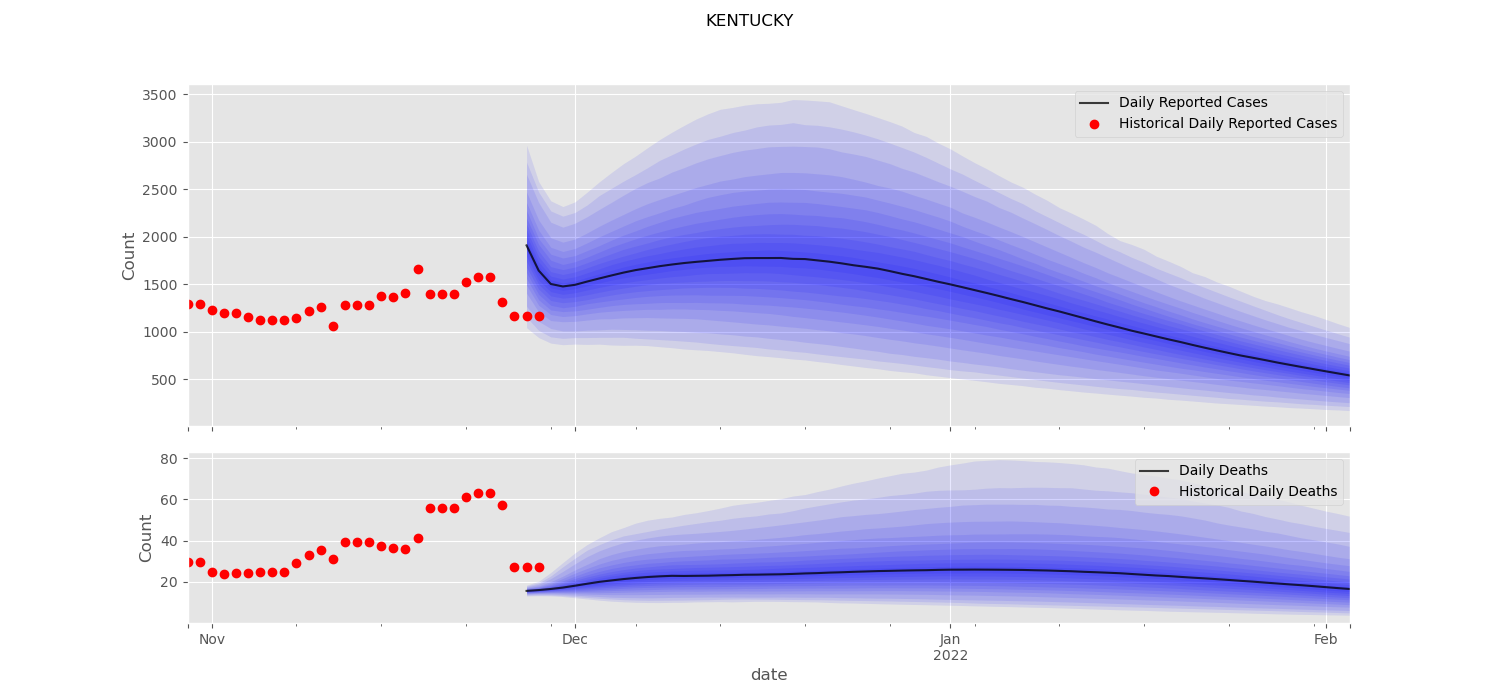 KENTUCKY
3500
3000
2500
2000
1500
1000
500
Count
Daily Reported Cases
Historical Daily Reported Cases
80
60
40
20
Count
Daily Deaths
Historical Daily Deaths
Nov
Dec
Jan
2022
Feb
date